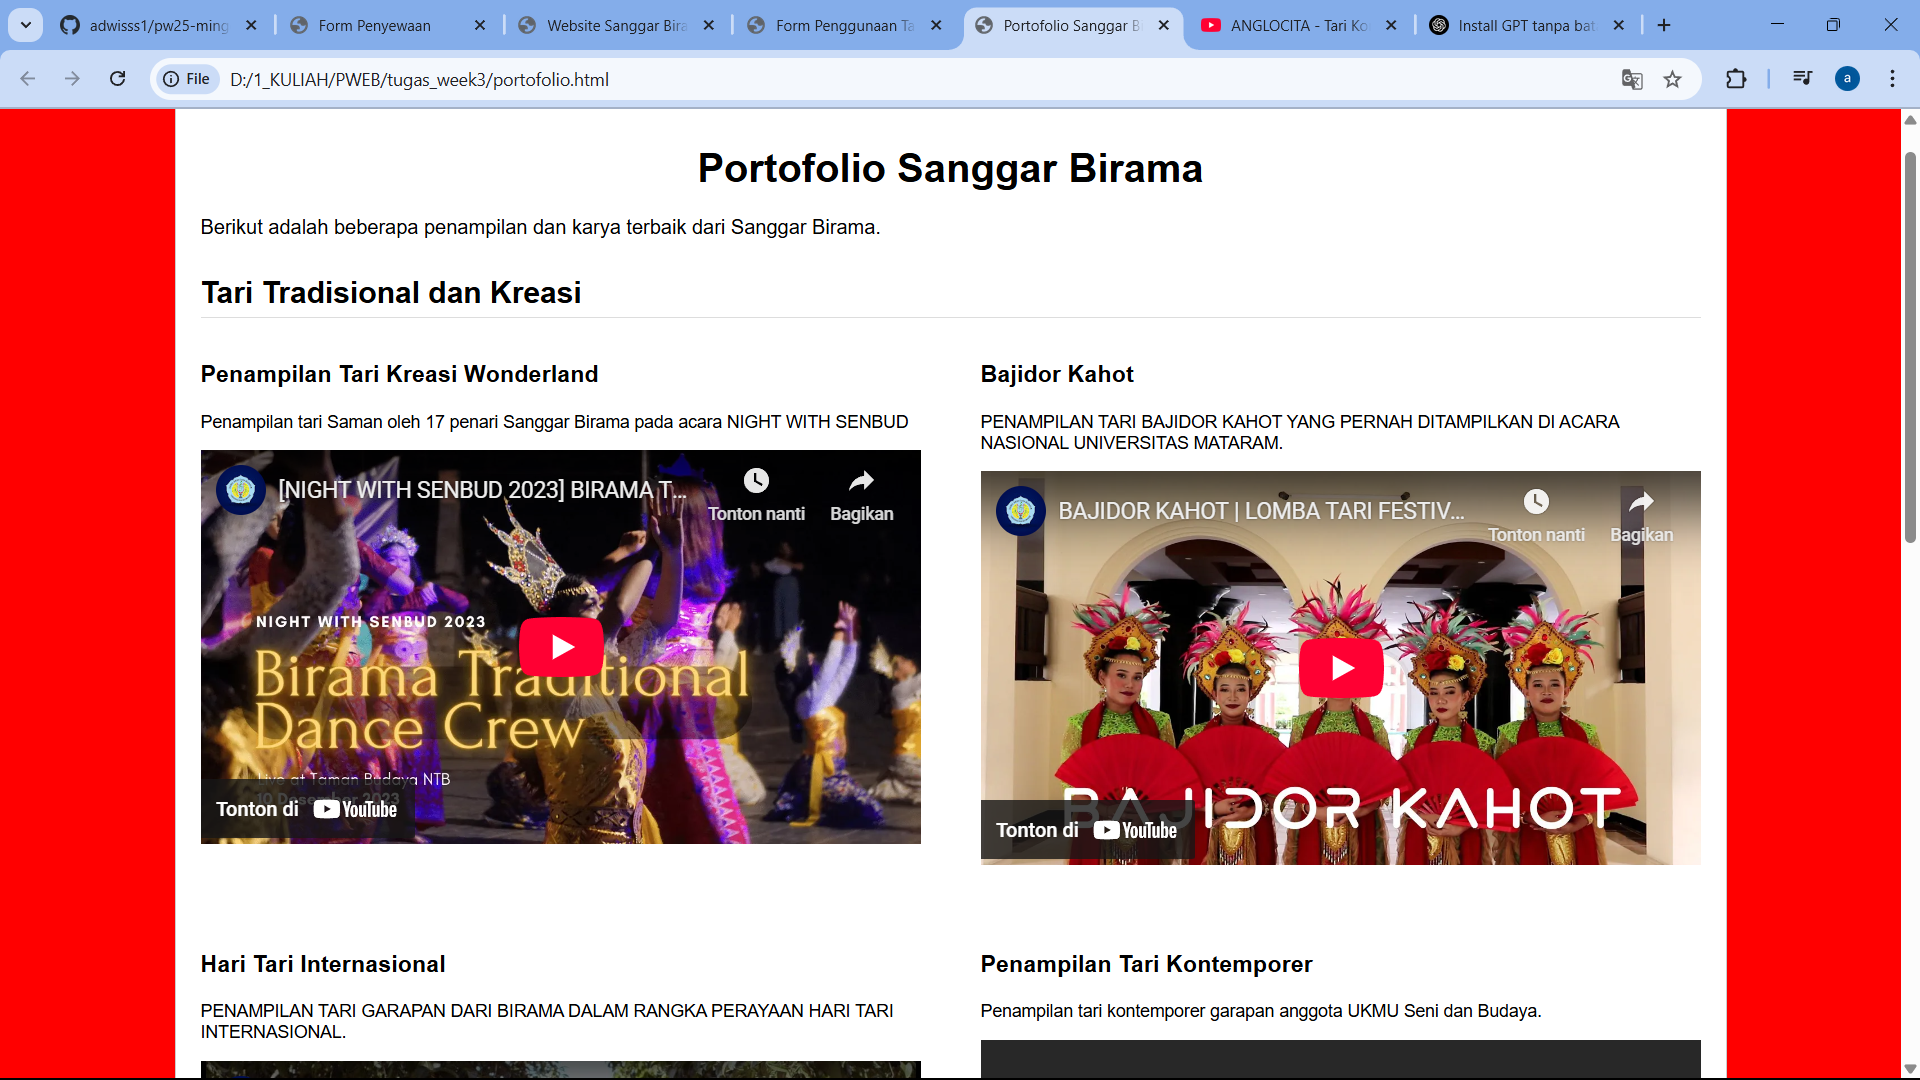 adwisss1/pw25-ming
Form Penyewaan
Website Sanggar Bira
Form Penggunaan Ta
Portofolio Sanggar B
ANGLOCITA - Tari Ko
Install GPT tanpa bat
File
D:/1_KULIAH/PWEB/tugas_week3/portofolio.html
a
Portofolio Sanggar Birama
Berikut adalah beberapa penampilan dan karya terbaik dari Sanggar Birama.
Tari Tradisional dan Kreasi
Penampilan Tari Kreasi Wonderland
Penampilan tari Saman oleh 17 penari Sanggar Birama pada acara NIGHT WITH SENBUD
[NIGHT WITH SENBUD 2023] BIRAMA T...
Tonton nanti
Bagikan
NIGHT WITH SENBUD 2023
Birama Traditional
Dance Crew
Live at Taman Budaya NTB
10 Desember 2023
Tonton di YouTube
Bajidor Kahot
PENAMPILAN TARI BAJIDOR KAHOT YANG PERNAH DITAMPILKAN DI ACARA
NASIONAL UNIVERSITAS MATARAM.
BAJIDOR KAHOT | LOMBA TARI FESTIV...
Tonton nanti
Bagikan
BAJIDOR KAHOT
Tonton di YouTube
Hari Tari Internasional
PENAMPILAN TARI GARAPAN DARI BIRAMA DALAM RANGKA PERAYAAN HARI TARI
INTERNASIONAL.
Penampilan Tari Kontemporer
Penampilan tari kontemporer garapan anggota UKMU Seni dan Budaya.